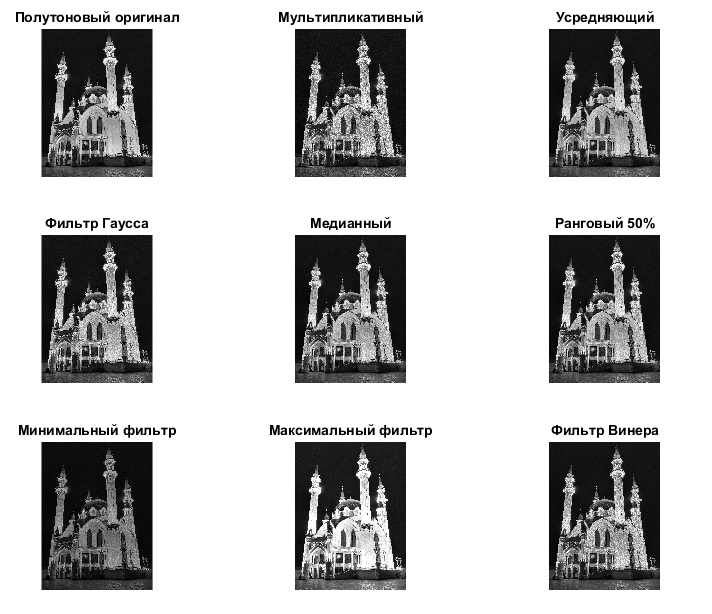 Полутоновый оригинал
Мультипликативный
Усредняющий
Фильтр Гаусса
Медианный
Ранговый 50%
Минимальный фильтр
Максимальный фильтр
Фильтр Винера